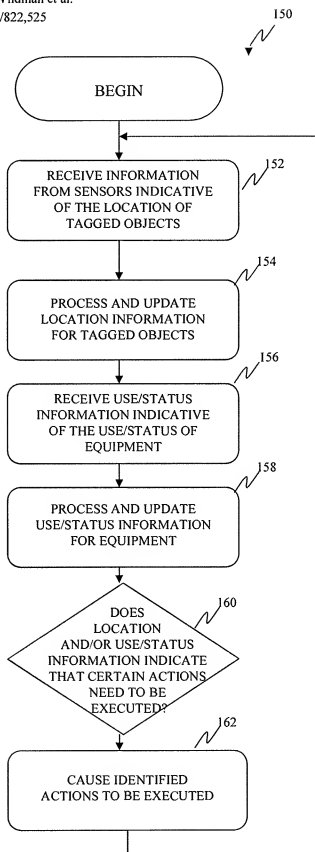 /822,525
150
BEGIN
152
RECEIVE INFORMATION
FROM SENSORS INDICATIVE
OF THE LOCATION OF
TAGGED OBJECTS
154
PROCESS AND UPDATE
LOCATION INFORMATION
FOR TAGGED OBJECTS
156
RECEIVE USE/STATUS
INFORMATION INDICATIVE
OF THE USE/STATUS OF
EQUIPMENT
158
PROCESS AND UPDATE
USE/STATUS INFORMATION
FOR EQUIPMENT
160
DOES
LOCATION
AND/OR USE/STATUS
INFORMATION INDICATE
THAT CERTAIN ACTIONS
NEED TO BE
EXECUTED?
162
CAUSE IDENTIFIED
ACTIONS TO BE EXECUTED